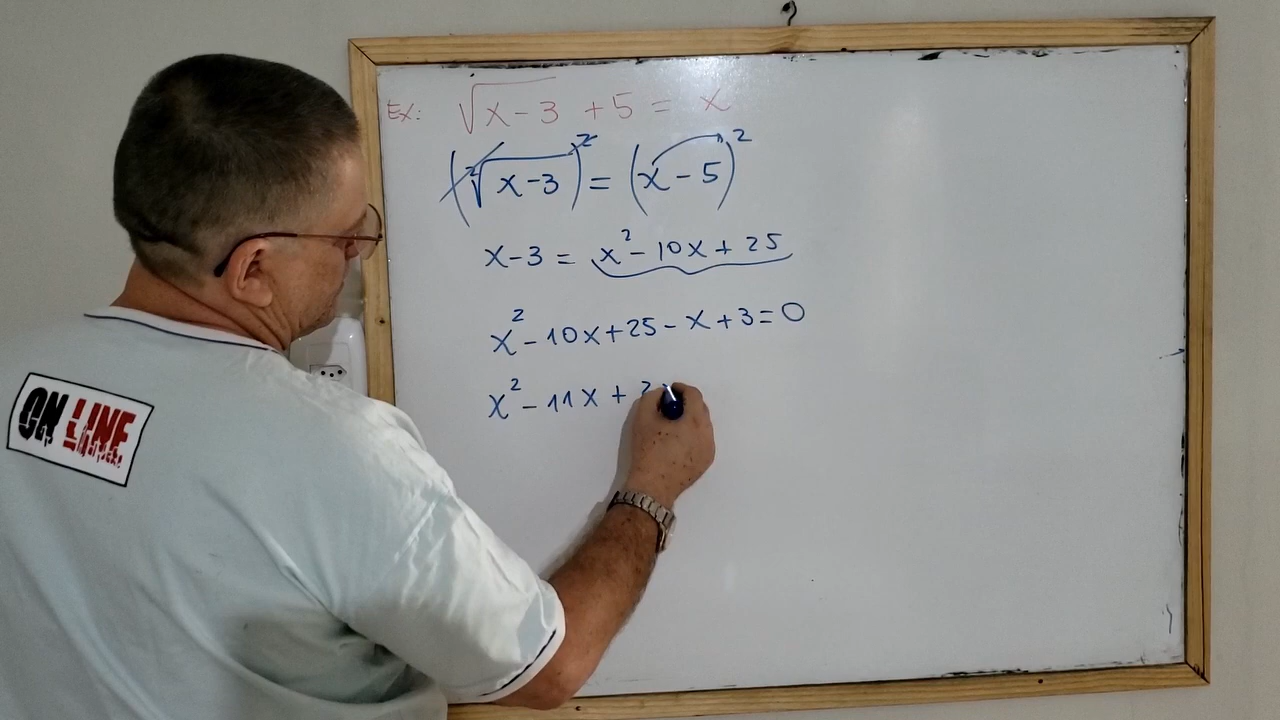 Ex: √x-3 + 5 = x
(²√x-3)² = (x - 5)²
x-3 = x² - 10x + 25
x² - 10x + 25 - x + 3 = 0
x² - 11x + 2
ON LINE